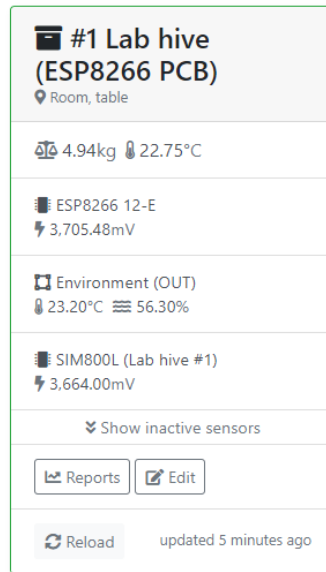 #1 Lab hive
(ESP8266 PCB)
Room, table
4.94kg 22.75°C
ESP8266 12-E
3,705.48mV
Environment (OUT)
23.20°C 56.30%
SIM800L (Lab hive #1)
3,664.00mV
Show inactive sensors
Reports Edit
Reload updated 5 minutes ago